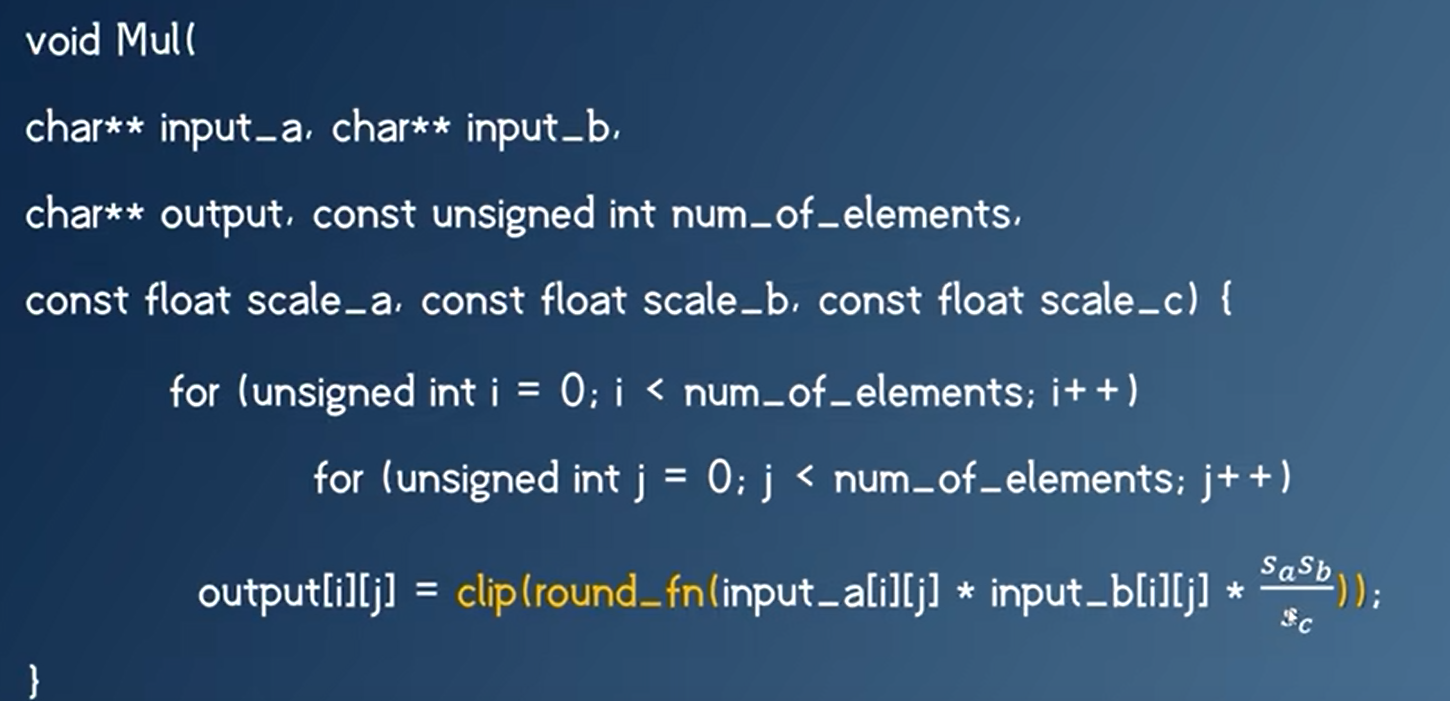 void Mul(
char** input_a, char** input_b,
char** output, const unsigned int num_of_elements,
const float scale_a, const float scale_b, const float scale_c) {
for (unsigned int i = 0; i < num_of_elements; i++)
for (unsigned int j = 0; j < num_of_elements; j++)
output[i][j] = clip(round_fn(input_a[i][j] * input_b[i][j] * \frac{s_a s_b}{s_c}));
}